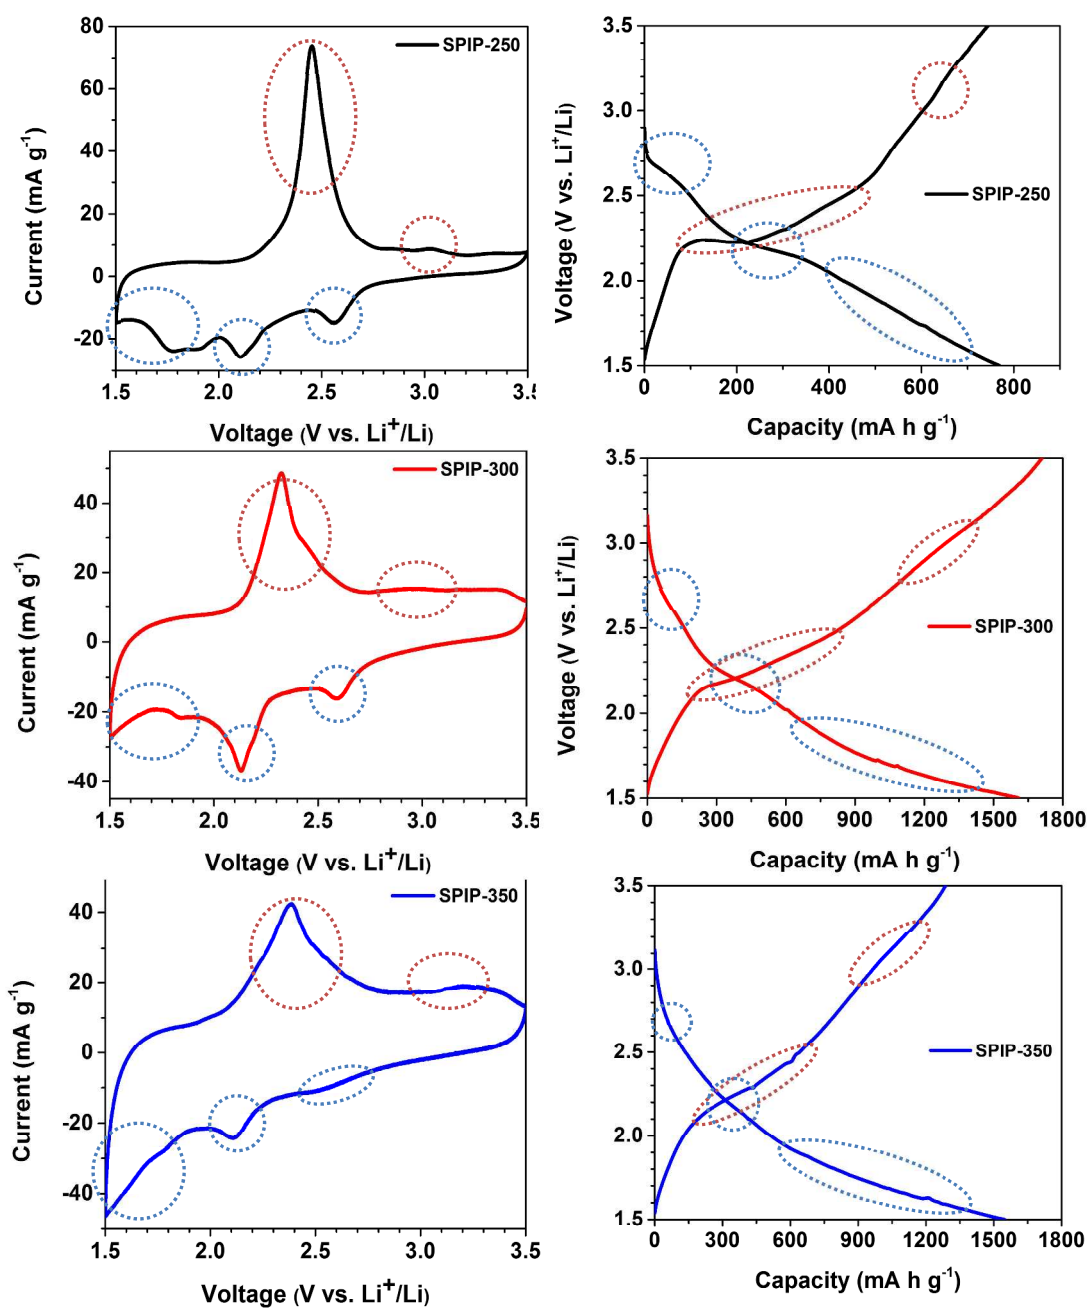 SPIP-250
80
60
40
20
0
-20
1.5 2.0 2.5 3.0 3.5
Current (mA g⁻¹)
Voltage (V vs. Li⁺/Li)
SPIP-250
3.5
3.0
2.5
2.0
1.5
0 200 400 600 800
Voltage (V vs. Li⁺/Li)
Capacity (mA h g⁻¹)
SPIP-300
40
20
0
-20
-40
1.5 2.0 2.5 3.0 3.5
Current (mA g⁻¹)
Voltage (V vs. Li⁺/Li)
SPIP-300
3.5
3.0
2.5
2.0
1.5
0 300 600 900 1200 1500 1800
Voltage (V vs. Li⁺/Li)
Capacity (mA h g⁻¹)
SPIP-350
40
20
0
-20
-40
1.5 2.0 2.5 3.0 3.5
Current (mA g⁻¹)
Voltage (V vs. Li⁺/Li)
SPIP-350
3.5
3.0
2.5
2.0
1.5
0 300 600 900 1200 1500 1800
Capacity (mA h g⁻¹)